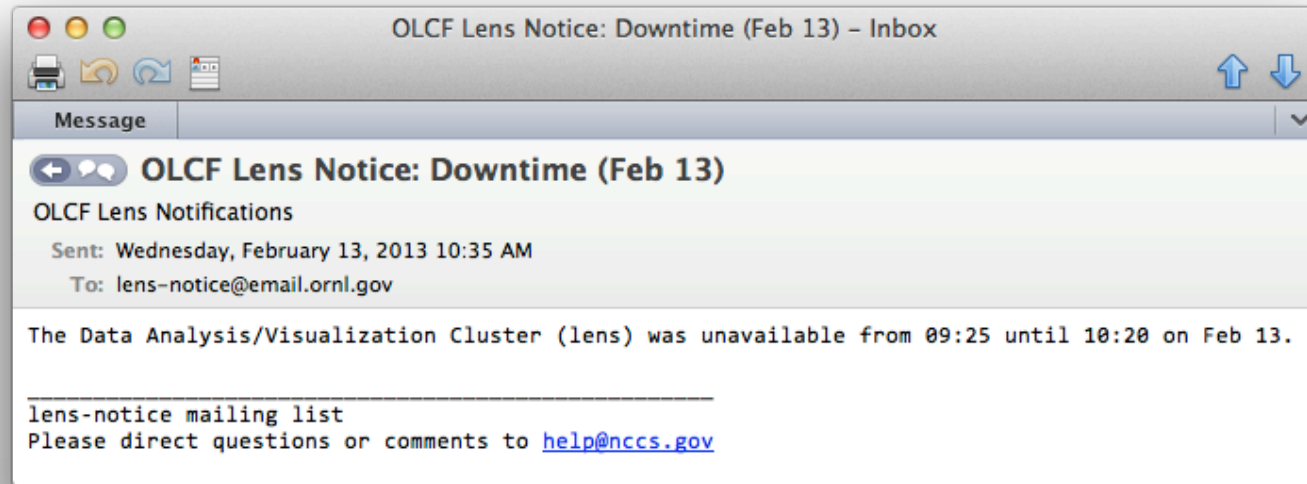 OLCF Lens Notice: Downtime (Feb 13) – Inbox
Message
OLCF Lens Notice: Downtime (Feb 13)
OLCF Lens Notifications
Sent: Wednesday, February 13, 2013 10:35 AM
To: lens-notice@email.ornl.gov
The Data Analysis/Visualization Cluster (lens) was unavailable from 09:25 until 10:20 on Feb 13.
lens-notice mailing list
Please direct questions or comments to help@nccs.gov